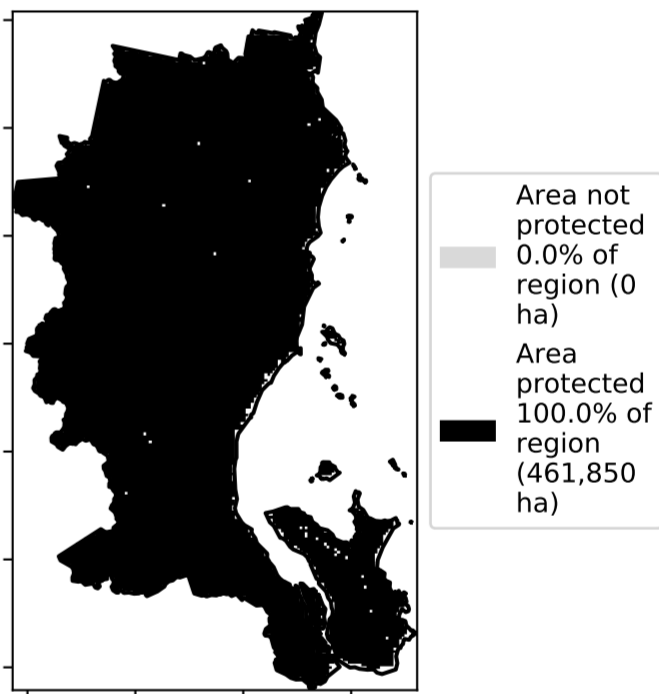 Area not
protected
0.0% of
region (0
ha)
Area
protected
100.0% of
region
(461,850
ha)